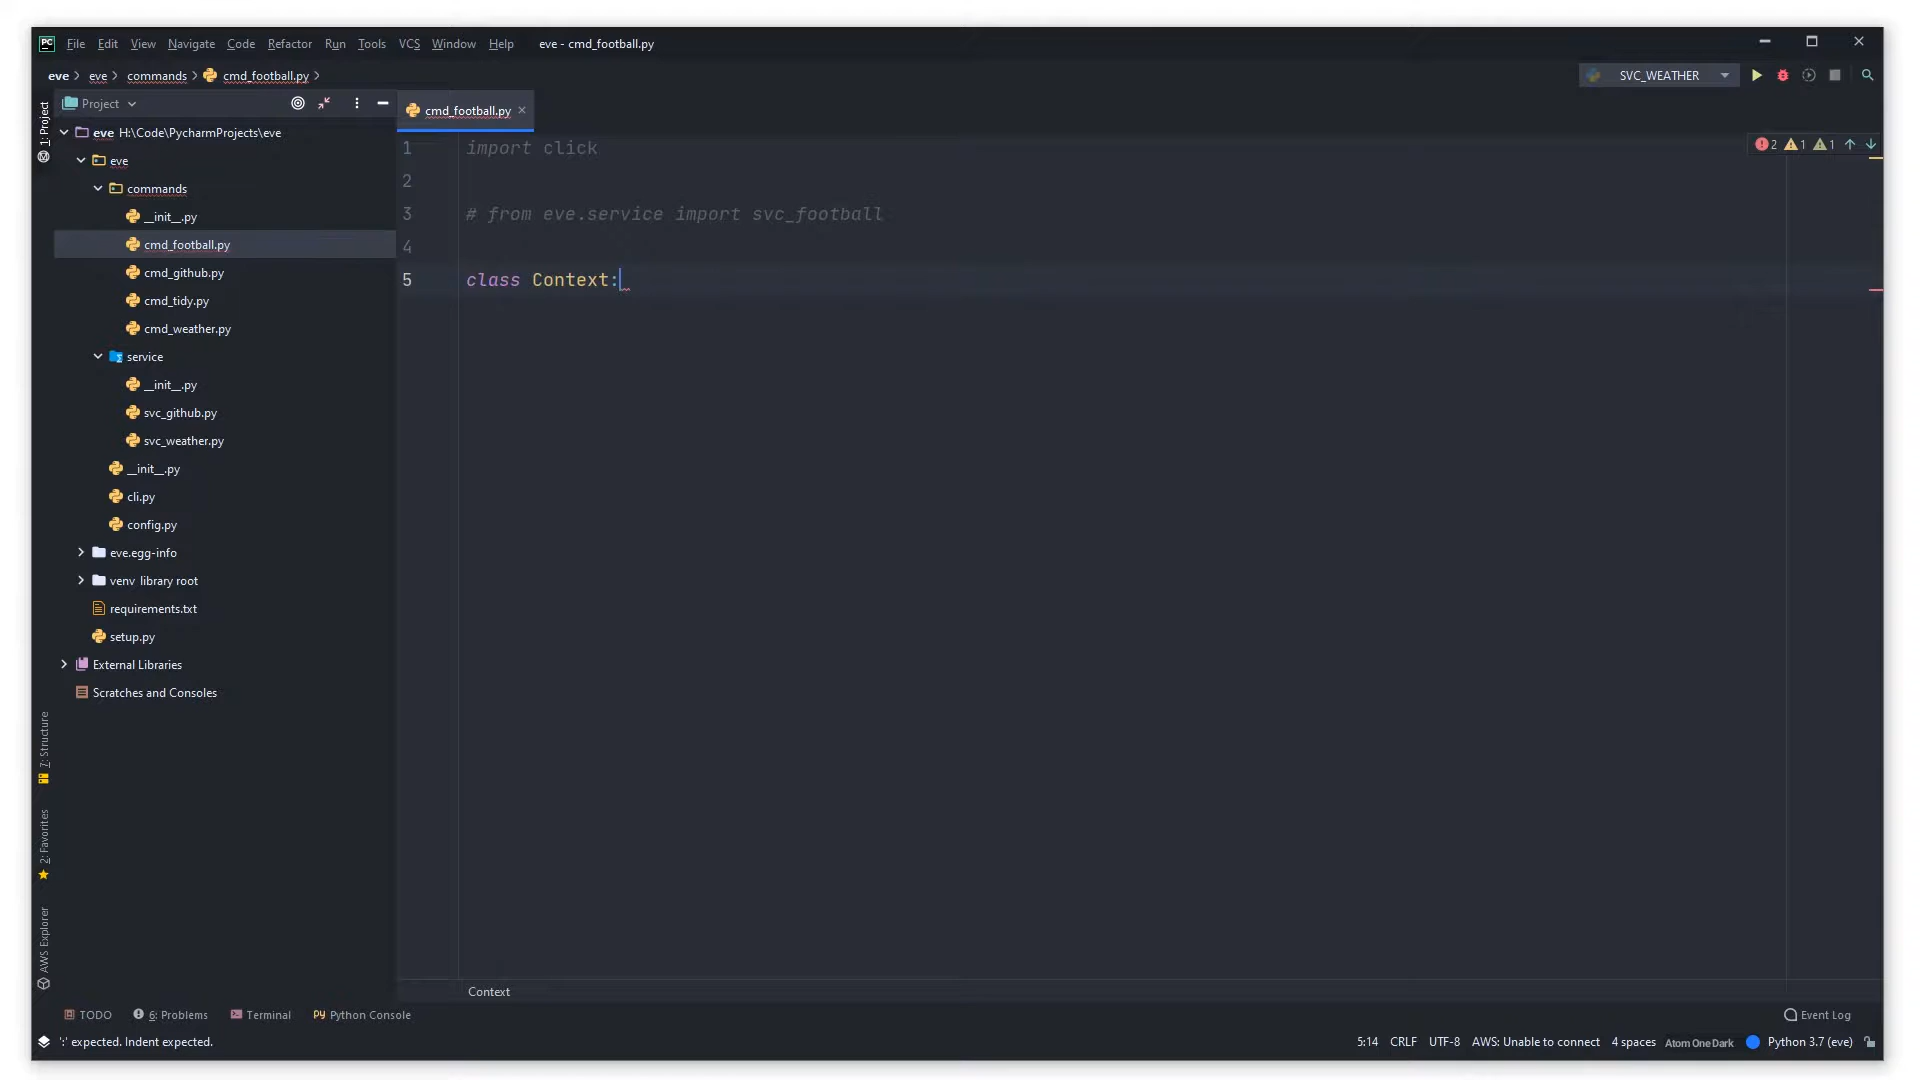 PC File Edit View Navigate Code Refactor Run Tools VCS Window Help eve - cmd_football.py
eve eve commands cmd_football.py SVC_WEATHER
Project cmd_football.py
1: Project
eve H:\Code\PycharmProjects\eve
eve
commands
__init__.py
cmd_football.py
cmd_github.py
cmd_tidy.py
cmd_weather.py
service
__init__.py
svc_github.py
svc_weather.py
__init__.py
cli.py
config.py
eve.egg-info
venv library root
requirements.txt
setup.py
External Libraries
Scratches and Consoles
7: Structure
2: Favorites
AWS Explorer
1 import click
2 1 1
2
3 # from eve.service import svc_football
4
5 class Context:
Context
TODO 6: Problems Terminal Python Console Event Log
':' expected. Indent expected. 5:14 CRLF UTF-8 AWS: Unable to connect 4 spaces Atom One Dark Python 3.7 (eve)